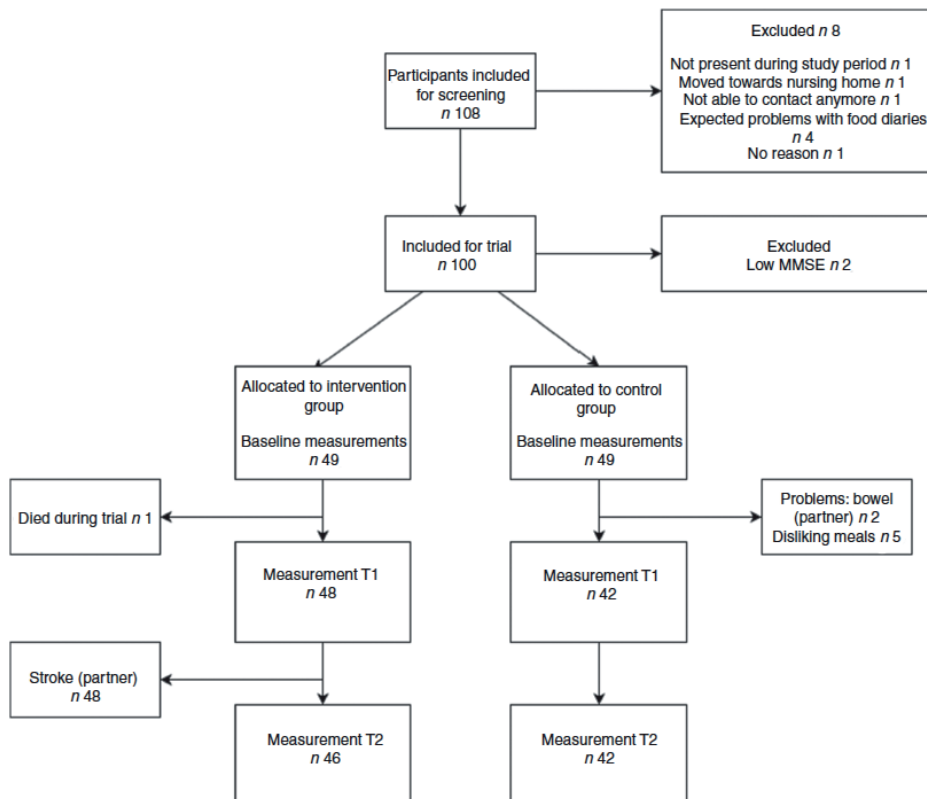 Participants included
for screening
n 108
Excluded n 8
Not present during study period n 1
Moved towards nursing home n 1
Not able to contact anymore n 1
Expected problems with food diaries
n 4
No reason n 1
Included for trial
n 100
Excluded
Low MMSE n 2
Allocated to intervention
group
Baseline measurements
n 49
Allocated to control
group
Baseline measurements
n 49
Died during trial n 1
Problems: bowel
(partner) n 2
Disliking meals n 5
Measurement T1
n 48
Measurement T1
n 42
Stroke (partner)
n 48
Measurement T2
n 46
Measurement T2
n 42